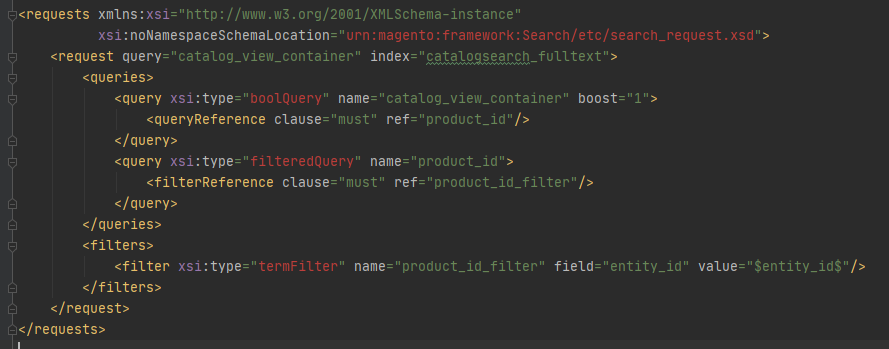 <requests xmlns:xsi="http://www.w3.org/2001/XMLSchema-instance"
          xsi:noNamespaceSchemaLocation="urn:magento:framework:Search/etc/search_request.xsd">
    <request query="catalog_view_container" index="catalogsearch_fulltext">
        <queries>
            <query xsi:type="boolQuery" name="catalog_view_container" boost="1">
                <queryReference clause="must" ref="product_id"/>
            </query>
            <query xsi:type="filteredQuery" name="product_id">
                <filterReference clause="must" ref="product_id_filter"/>
            </query>
        </queries>
        <filters>
            <filter xsi:type="termFilter" name="product_id_filter" field="entity_id" value="$entity_id$"/>
        </filters>
    </request>
</requests>